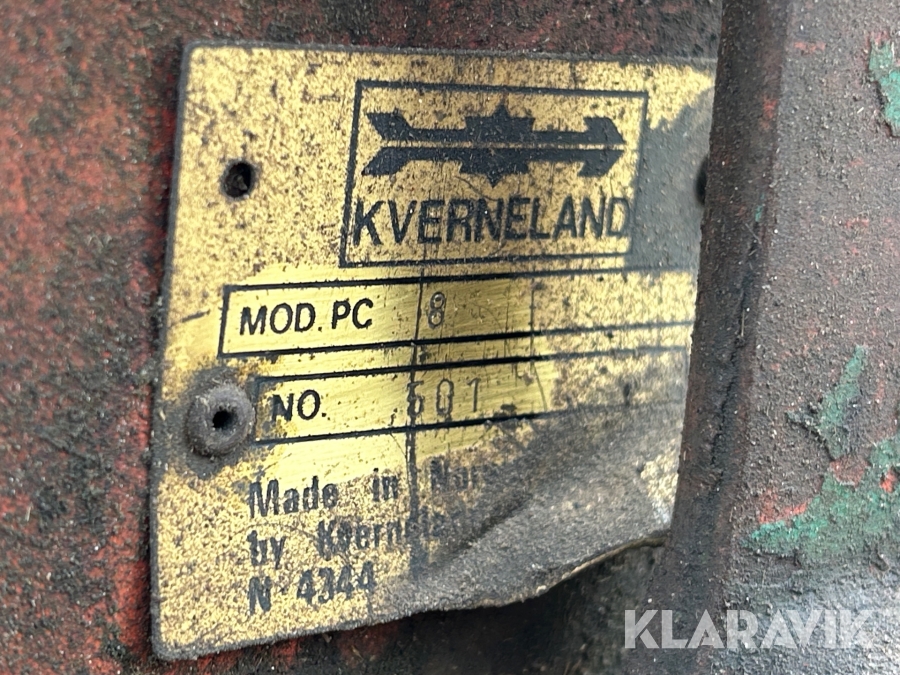 KVERNELAND
MOD. PC 8
NO. 501
Made in
by
N-4344
KLARAVIK